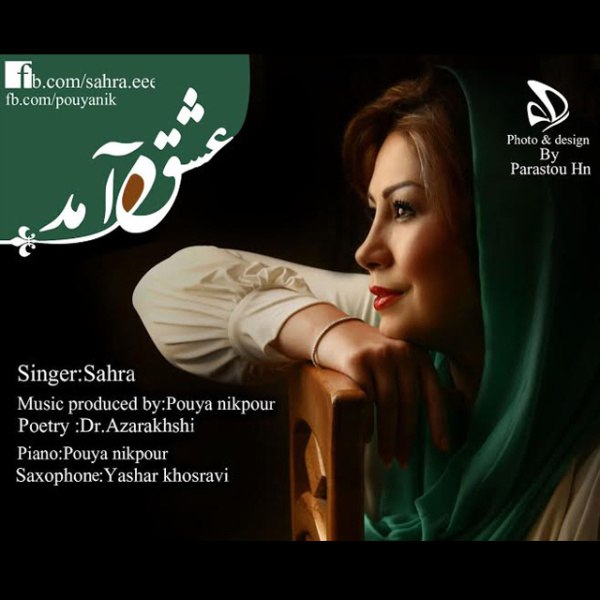 fb.com/sahra.eee
fb.com/pouyanik
عشق آمد
Photo & design
By
Parastou Hn
Singer:Sahra
Music produced by:Pouya nikpour
Poetry :Dr.Azarakhshi
Piano:Pouya nikpour
Saxophone:Yashar khosravi